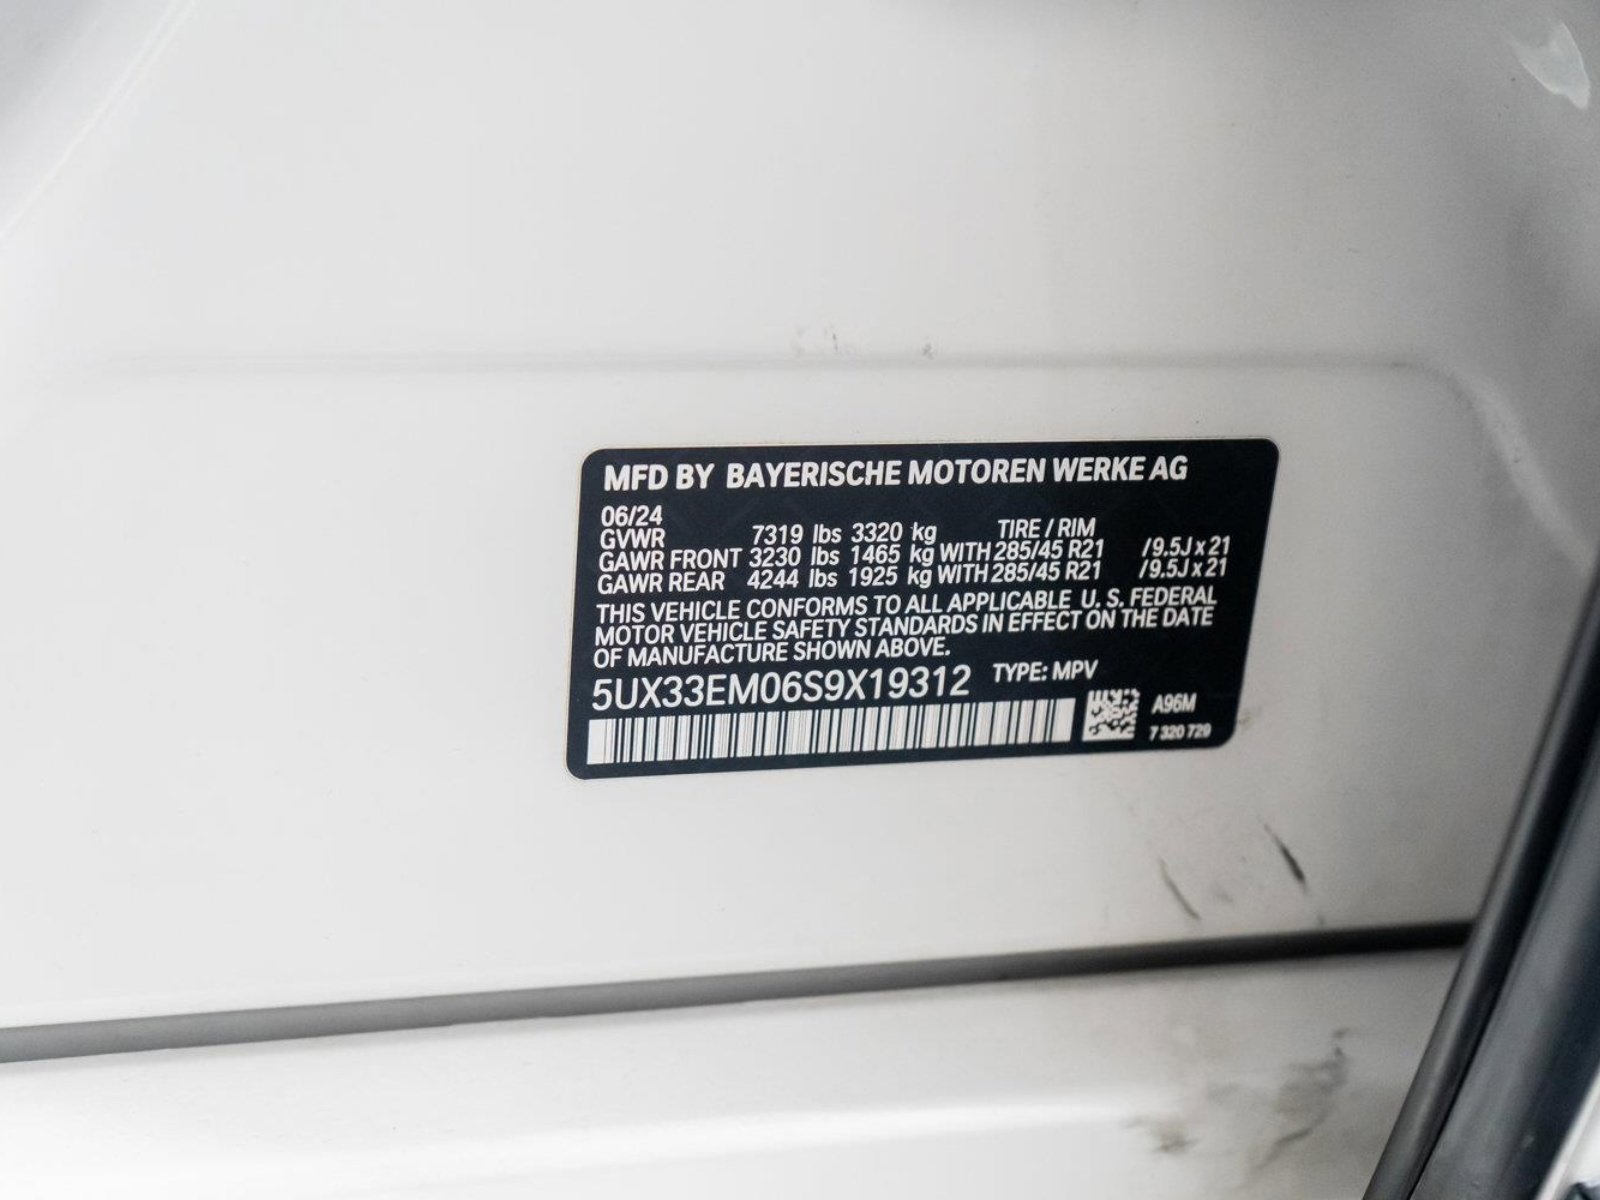 MFD BY BAYERISCHE MOTOREN WERKE AG
06/24
GVWR 7319 lbs 3320 kg TIRE / RIM
GAWR FRONT 3230 lbs 1465 kg WITH 285/45 R21 /9.5J x 21
GAWR REAR 4244 lbs 1925 kg WITH 285/45 R21 /9.5J x 21
THIS VEHICLE CONFORMS TO ALL APPLICABLE U. S. FEDERAL
MOTOR VEHICLE SAFETY STANDARDS IN EFFECT ON THE DATE
OF MANUFACTURE SHOWN ABOVE.
5UX33EM06S9X19312 TYPE: MPV
A96M
7 320 729